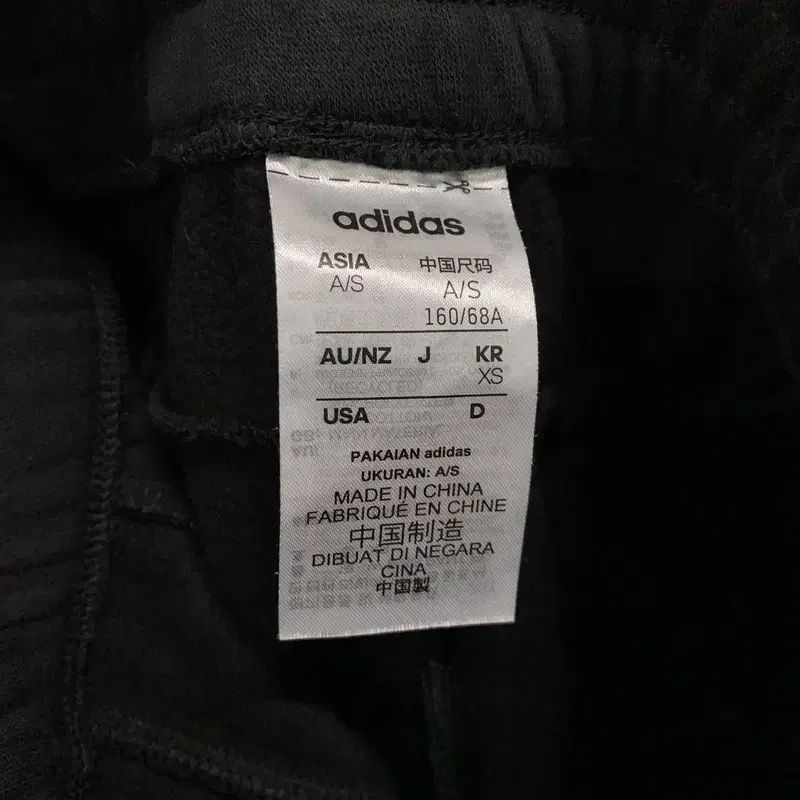 adidas
ASIA 中国尺码
A/S A/S
160/68A
AU/NZ J KR
XS
USA D
PAKAIAN adidas
UKURAN: A/S
MADE IN CHINA
FABRIQUÉ EN CHINE
中国制造
DIBUAT DI NEGARA
CINA
中国製